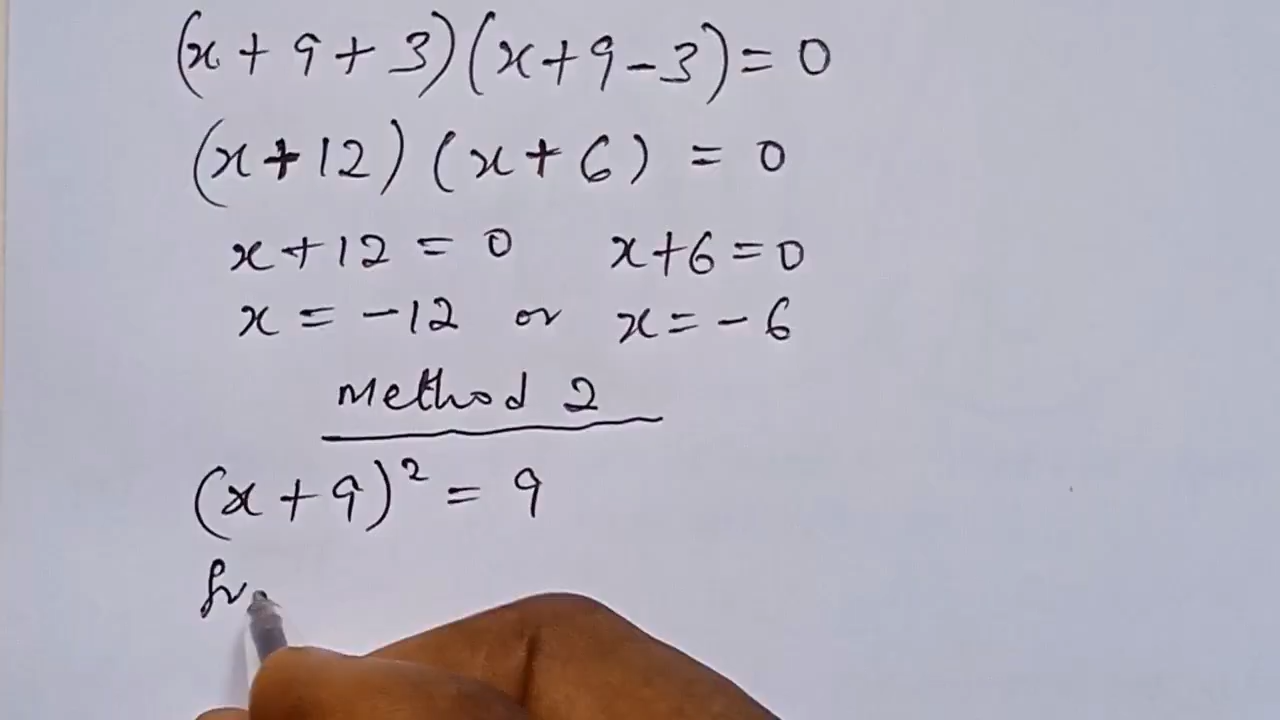 (x + 9 + 3)(x + 9 - 3) = 0
(x + 12) (x + 6) = 0
x + 12 = 0 x + 6 = 0
x = -12 or x = -6
Method 2
(x + 9)² = 9